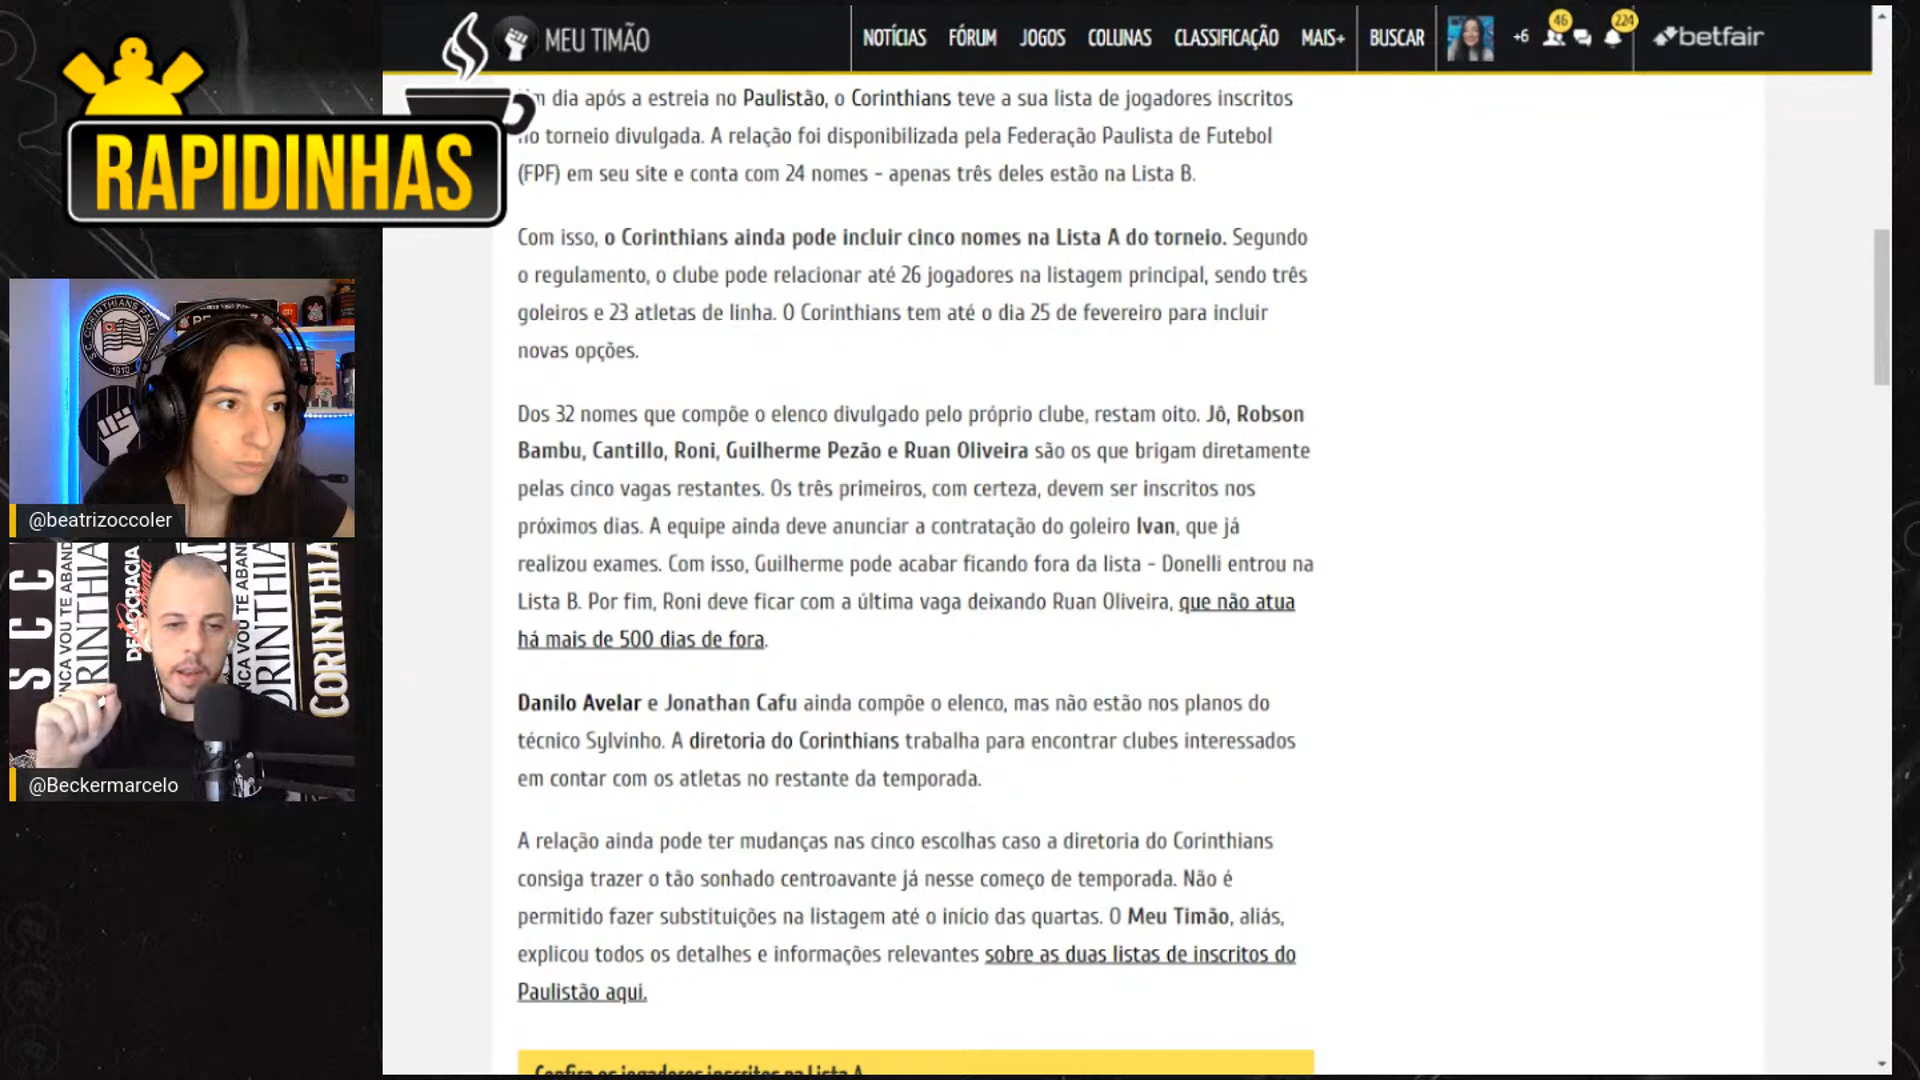 MEU TIMÃO
NOTÍCIAS FÓRUM JOGOS COLUNAS CLASSIFICAÇÃO MAIS+ BUSCAR +6 46 224 betfair
RAPIDINHAS
dia após a estreia no Paulistão, o Corinthians teve a sua lista de jogadores inscritos
no torneio divulgada. A relação foi disponibilizada pela Federação Paulista de Futebol
(FPF) em seu site e conta com 24 nomes - apenas três deles estão na Lista B.
Com isso, o Corinthians ainda pode incluir cinco nomes na Lista A do torneio. Segundo
o regulamento, o clube pode relacionar até 26 jogadores na listagem principal, sendo três
goleiros e 23 atletas de linha. O Corinthians tem até o dia 25 de fevereiro para incluir
novas opções.
Dos 32 nomes que compõe o elenco divulgado pelo próprio clube, restam oito. Jô, Robson
Bambu, Cantillo, Roni, Guilherme Pezão e Ruan Oliveira são os que brigam diretamente
pelas cinco vagas restantes. Os três primeiros, com certeza, devem ser inscritos nos
próximos dias. A equipe ainda deve anunciar a contratação do goleiro Ivan, que já
realizou exames. Com isso, Guilherme pode acabar ficando fora da lista - Donelli entrou na
Lista B. Por fim, Roni deve ficar com a última vaga deixando Ruan Oliveira, que não atua
há mais de 500 dias de fora.
Danilo Avelar e Jonathan Cafu ainda compõe o elenco, mas não estão nos planos do
técnico Sylvinho. A diretoria do Corinthians trabalha para encontrar clubes interessados
em contar com os atletas no restante da temporada.
A relação ainda pode ter mudanças nas cinco escolhas caso a diretoria do Corinthians
consiga trazer o tão sonhado centroavante já nesse começo de temporada. Não é
permitido fazer substituições na listagem até o início das quartas. O Meu Timão, aliás,
explicou todos os detalhes e informações relevantes sobre as duas listas de inscritos do
Paulistão aqui.
Confira os jogadores inscritos na Lista A
@beatrizoccoler
SCC
DEMOCRACIA
CORINTHIA
@Beckermarcelo